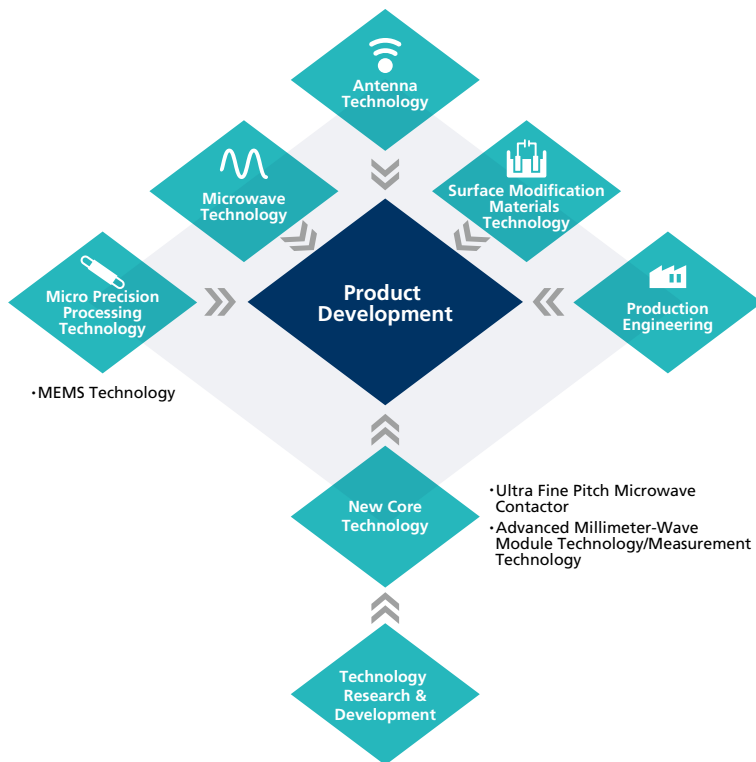 Antenna
Technology
Microwave
Technology
Surface Modification
Materials
Technology
Micro Precision
Processing
Technology
Product
Development
Production
Engineering
・MEMS Technology
New Core
Technology
・Ultra Fine Pitch Microwave
Contactor
・Advanced Millimeter-Wave
Module Technology/Measurement
Technology
Technology
Research &
Development